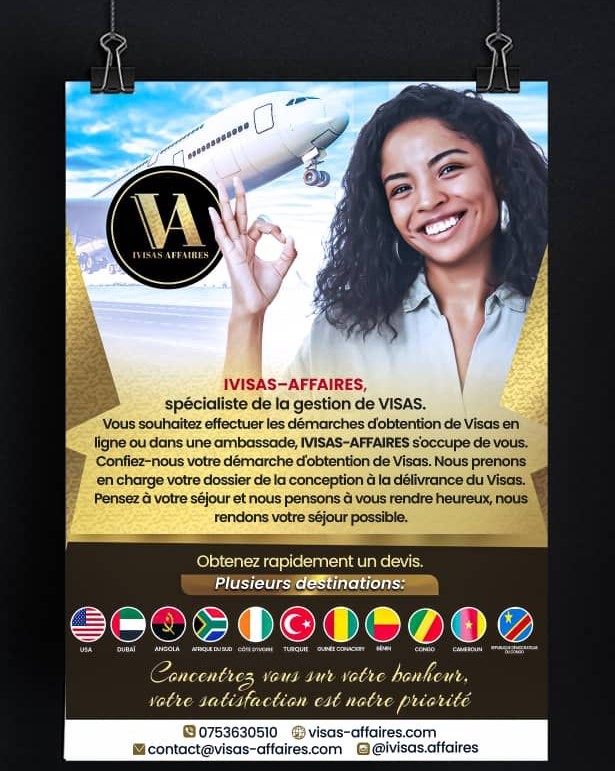 VA
IVISAS AFFAIRES
IVISAS-AFFAIRES,
spécialiste de la gestion de VISAS.
Vous souhaitez effectuer les démarches d'obtention de Visas en
ligne ou dans une ambassade, IVISAS-AFFAIRES s'occupe de vous.
Confiez-nous votre démarche d'obtention de Visas. Nous prenons
en charge votre dossier de la conception à la délivrance du Visas.
Pensez à votre séjour et nous pensons à vous rendre heureux, nous
rendons votre séjour possible.
Obtenez rapidement un devis.
Plusieurs destinations:
USA DUBAÏ ANGOLA AFRIQUE DU SUD CÔTE D'IVOIRE TURQUIE GUINÉE CONACKRY BÉNIN CONGO CAMEROUN RÉPUBLIQUE DÉMOCRATIQUE
DU CONGO
Concentrez vous sur votre bonheur,
votre satisfaction est notre priorité
0753630510 visas-affaires.com
contact@visas-affaires.com @ivisas.affaires